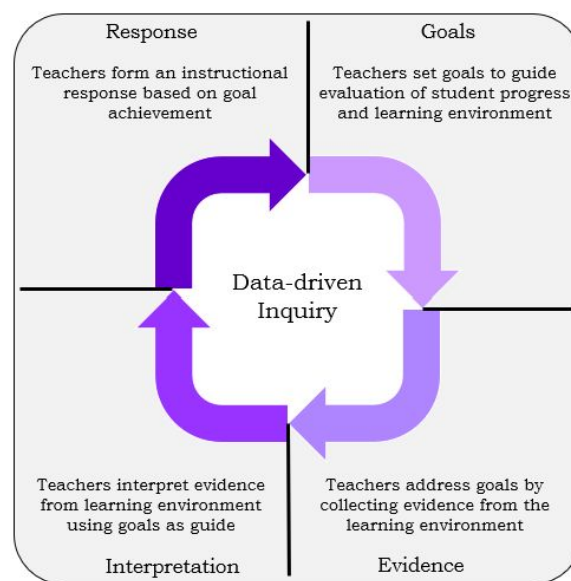 Response
Teachers form an instructional
response based on goal
achievement
Goals
Teachers set goals to guide
evaluation of student progress
and learning environment
Data-driven
Inquiry
Teachers interpret evidence
from learning environment
using goals as guide
Interpretation
Teachers address goals by
collecting evidence from the
learning environment
Evidence